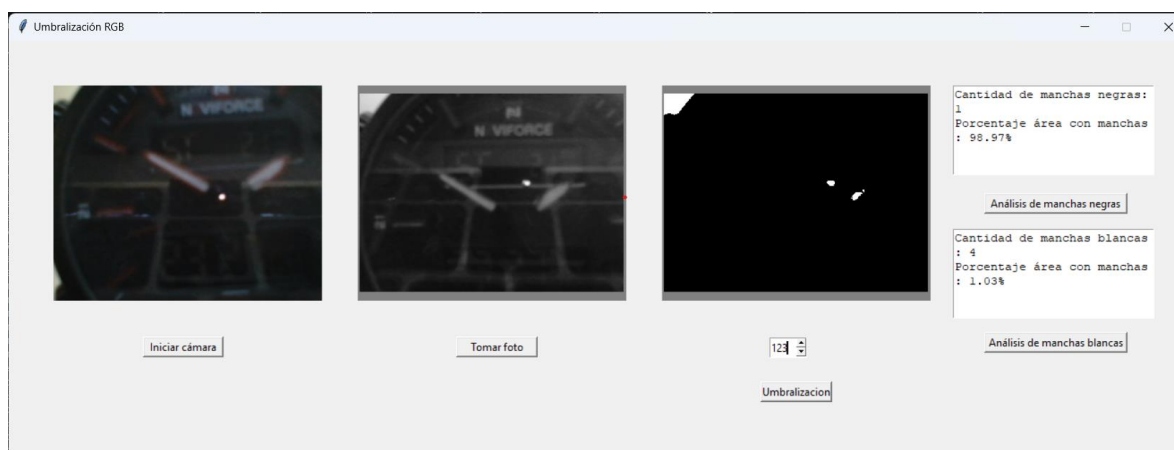 Umbralización RGB
N VIFORCE
N VIFORCE
Cantidad de manchas negras:
1
Porcentaje área con manchas
: 98.97%
Análisis de manchas negras
Cantidad de manchas blancas
: 4
Porcentaje área con manchas
: 1.03%
Análisis de manchas blancas
Iniciar cámara
Tomar foto
123
Umbralizacion